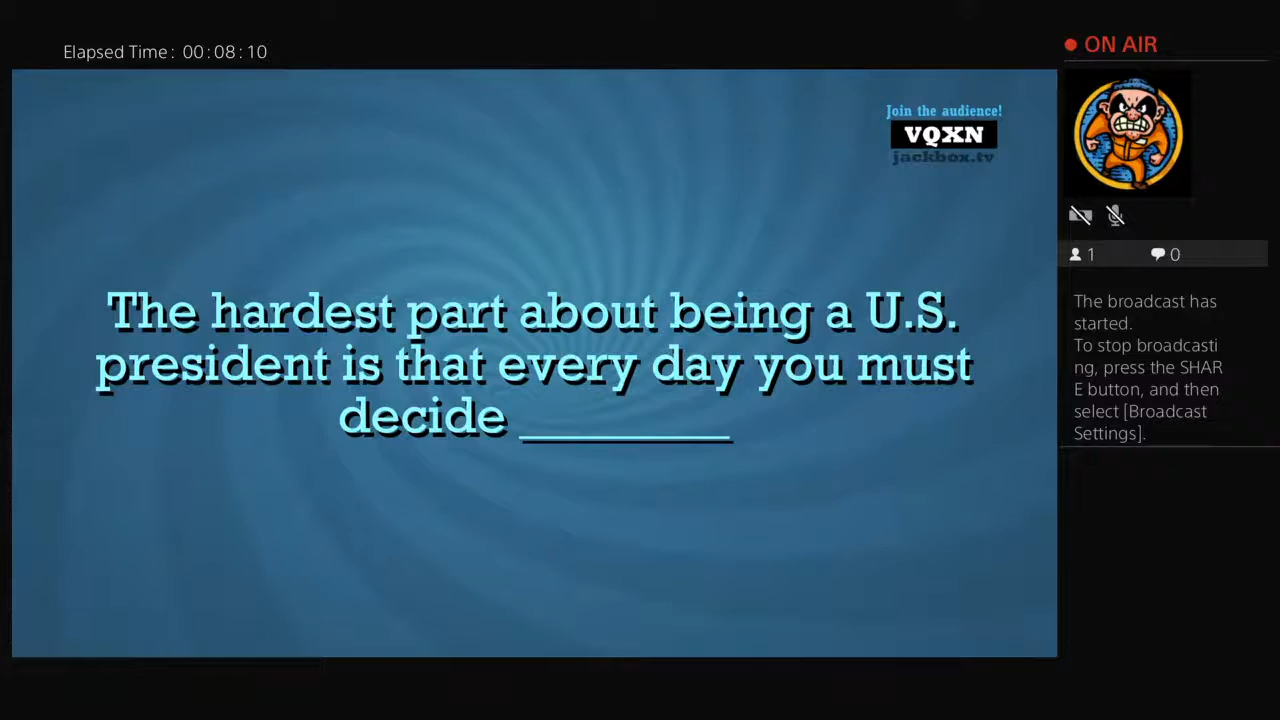 Elapsed Time: 00:08:10
ON AIR
Join the audience!
VQXN
jackbox.tv
The hardest part about being a U.S.
president is that every day you must
decide ________
1
0
The broadcast has
started.
To stop broadcasti
ng, press the SHAR
E button, and then
select [Broadcast
Settings].